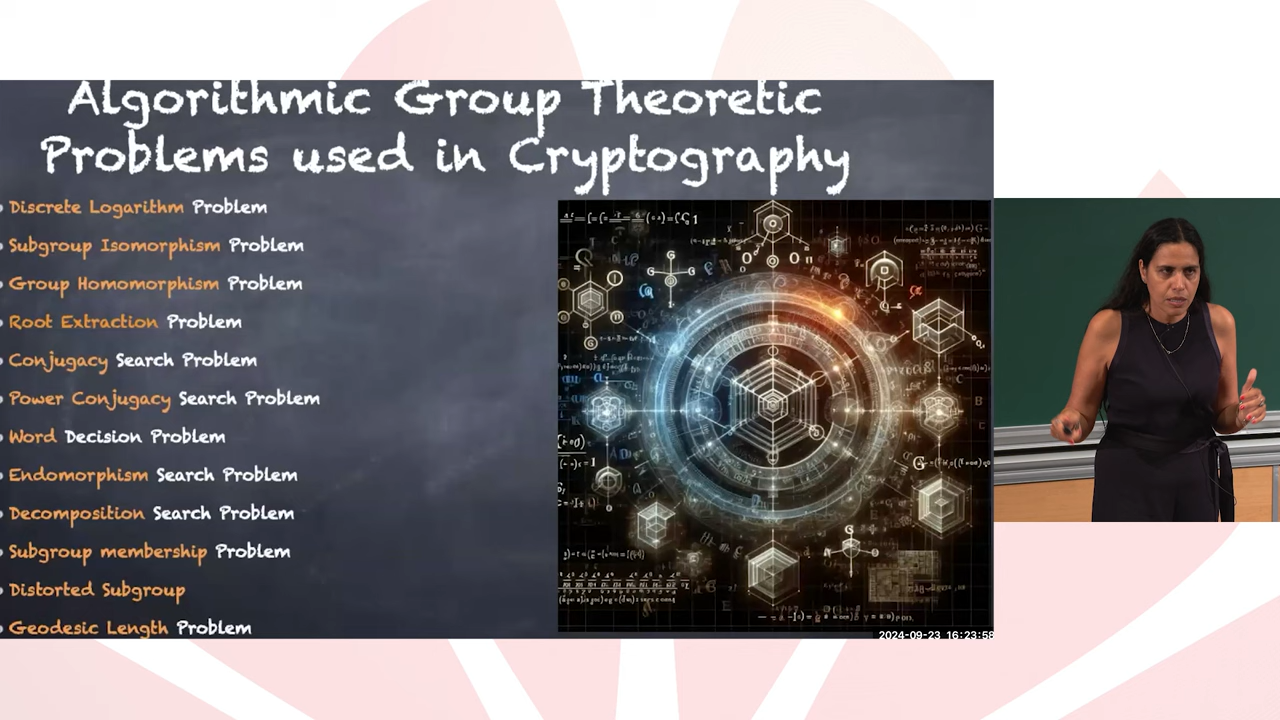 Algorithmic Group Theoretic
Problems used in Cryptography
Discrete Logarithm Problem
Subgroup Isomorphism Problem
Group Homomorphism Problem
Root Extraction Problem
Conjugacy Search Problem
Power Conjugacy Search Problem
Word Decision Problem
Endomorphism Search Problem
Decomposition Search Problem
Subgroup membership Problem
Distorted Subgroup
Geodesic Length Problem
2024-09-23 16:23:58